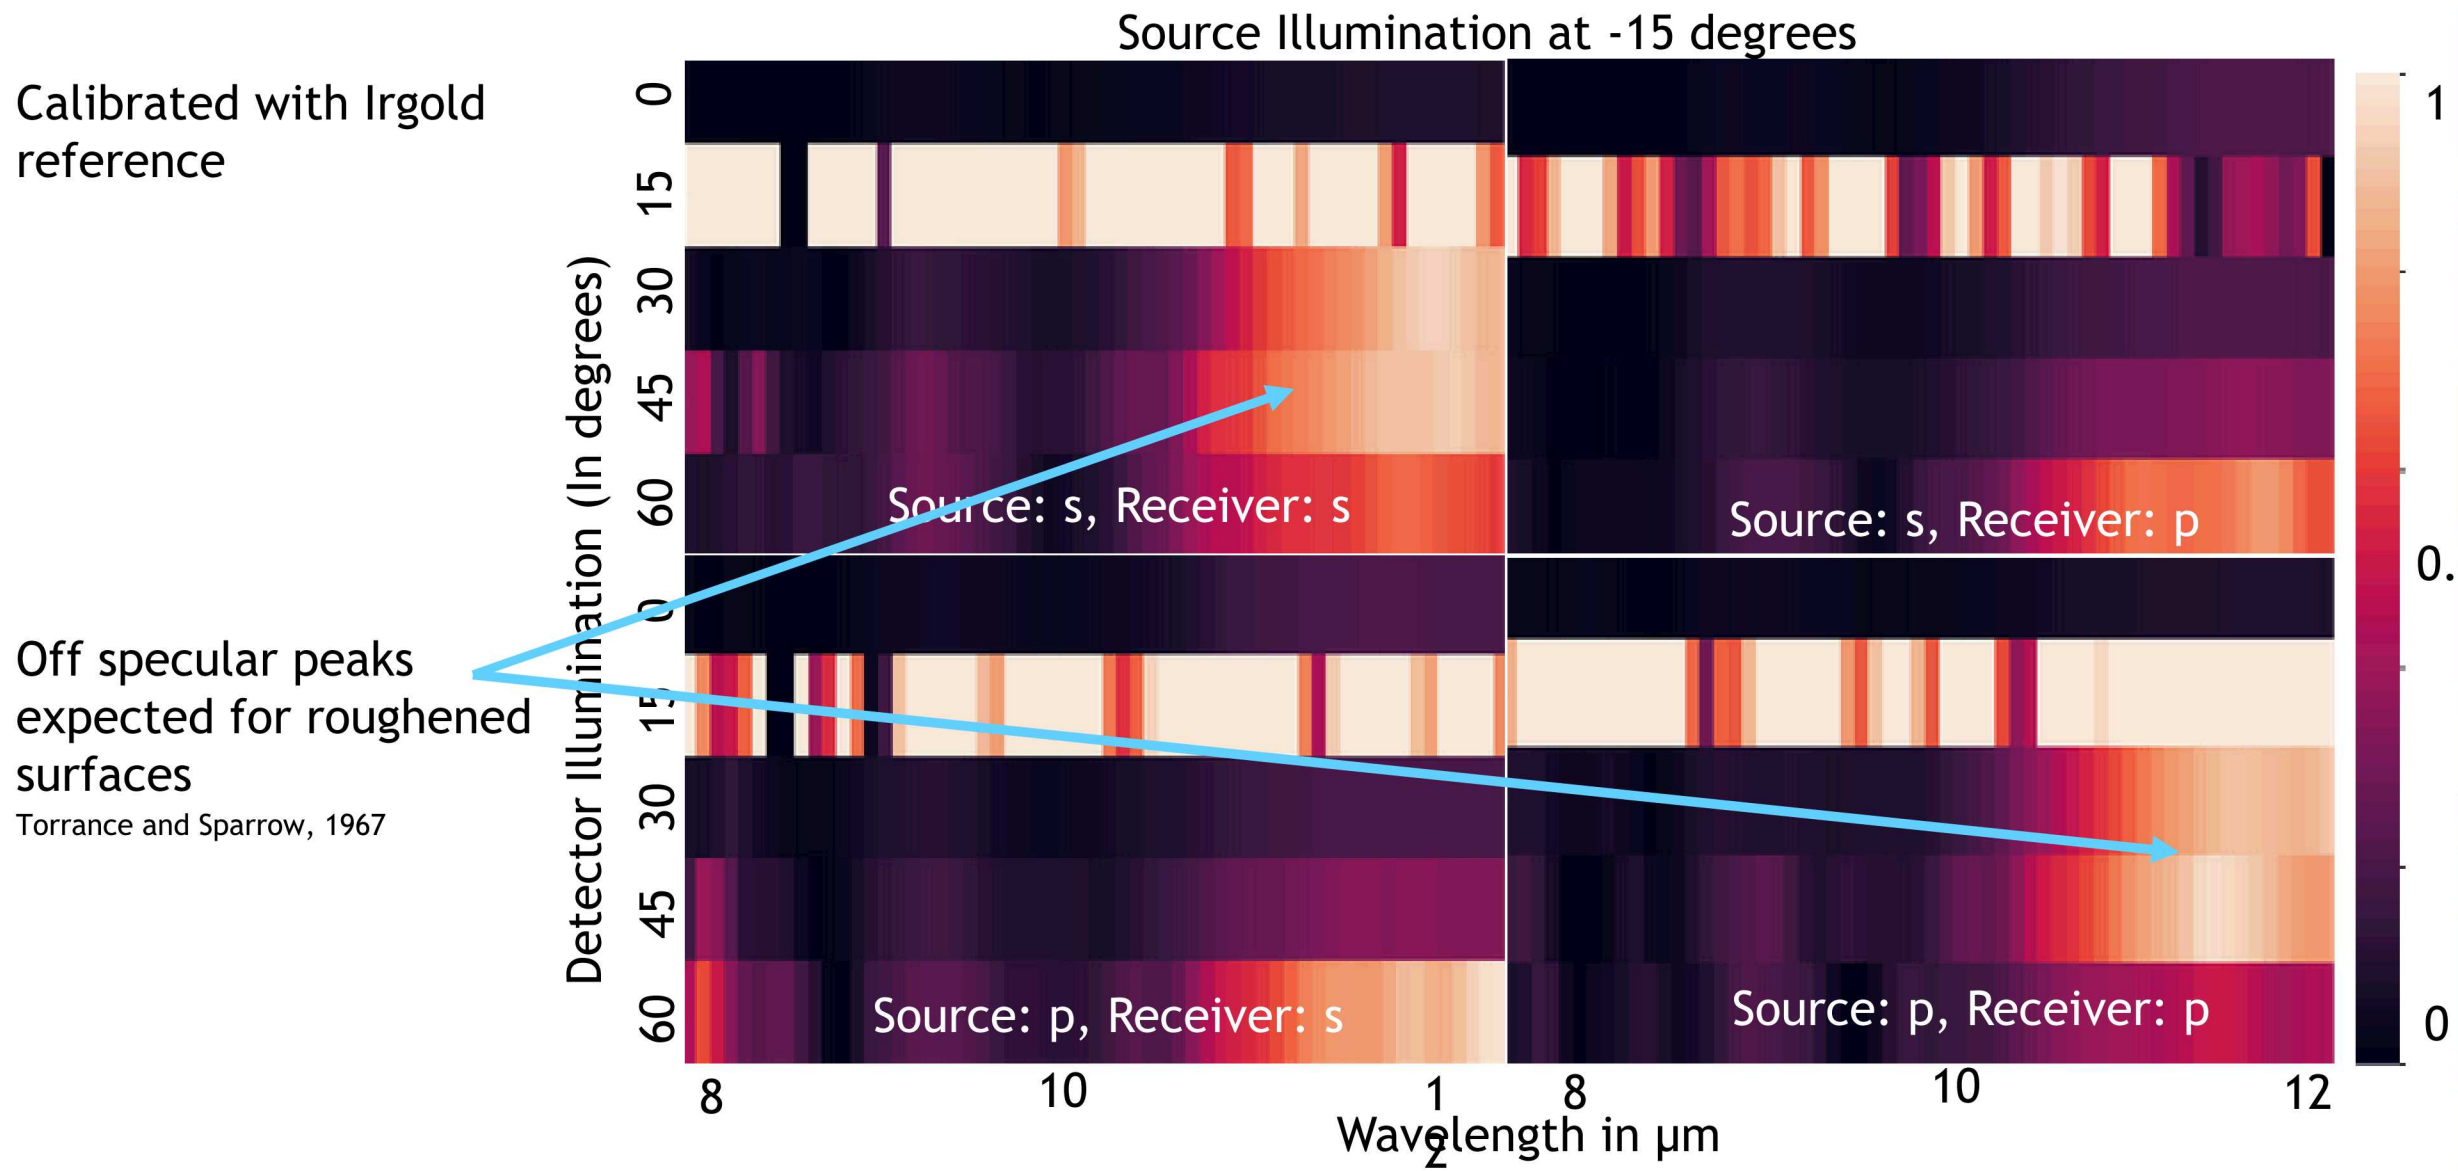 Source Illumination at -15 degrees
Calibrated with Irgold
reference
Off specular peaks
expected for roughened
surfaces
Torrance and Sparrow, 1967
Detector Illumination (In degrees)
0
15
30
45
60
Source: s, Receiver: s
Source: s, Receiver: p
0
15
30
45
60
Source: p, Receiver: s
Source: p, Receiver: p
8
10
1
2
8
10
12
Wavelength in µm
1
0.
0